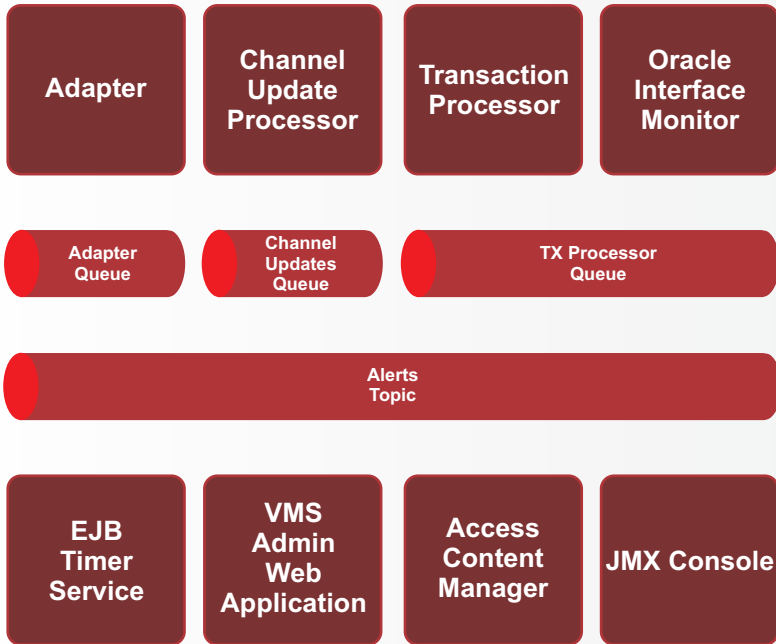 Adapter
Channel
Update
Processor
Transaction
Processor
Oracle
Interface
Monitor
Adapter
Queue
Channel
Updates
Queue
TX Processor
Queue
Alerts
Topic
EJB
Timer
Service
VMS
Admin
Web
Application
Access
Content
Manager
JMX Console